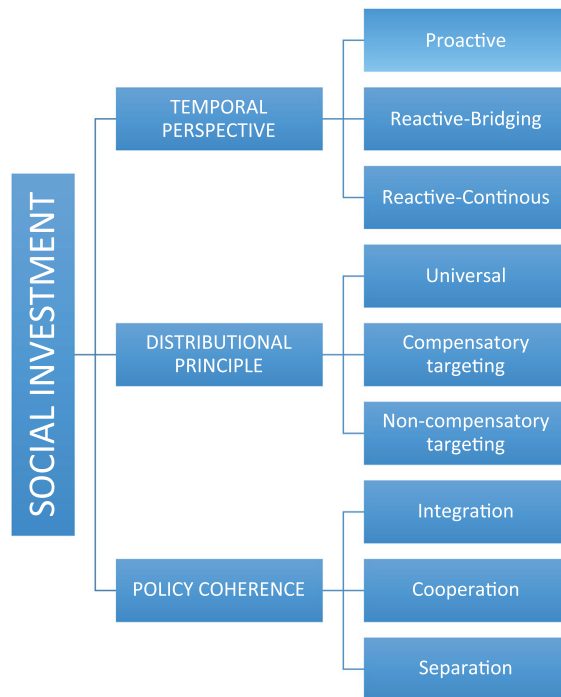 SOCIAL INVESTMENT
TEMPORAL
PERSPECTIVE
Proactive
Reactive-Bridging
Reactive-Continous
DISTRIBUTIONAL
PRINCIPLE
Universal
Compensatory
targeting
Non-compensatory
targeting
POLICY COHERENCE
Integration
Cooperation
Separation